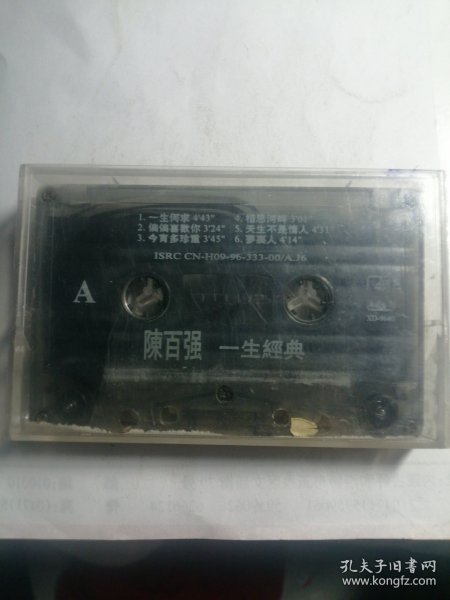 1. 一生何求 4'43"
2. 偏偏喜歡你 3'24"
3. 今宵多珍重 3'45"
4. 相思河畔 3'01
5. 天生不是情人 4'31"
6. 夢裏人 4'14"
ISRC CN-H09-96-333-00/A.J6
A
陳百强 一生經典
孔夫子旧书网
www.kongfz.com